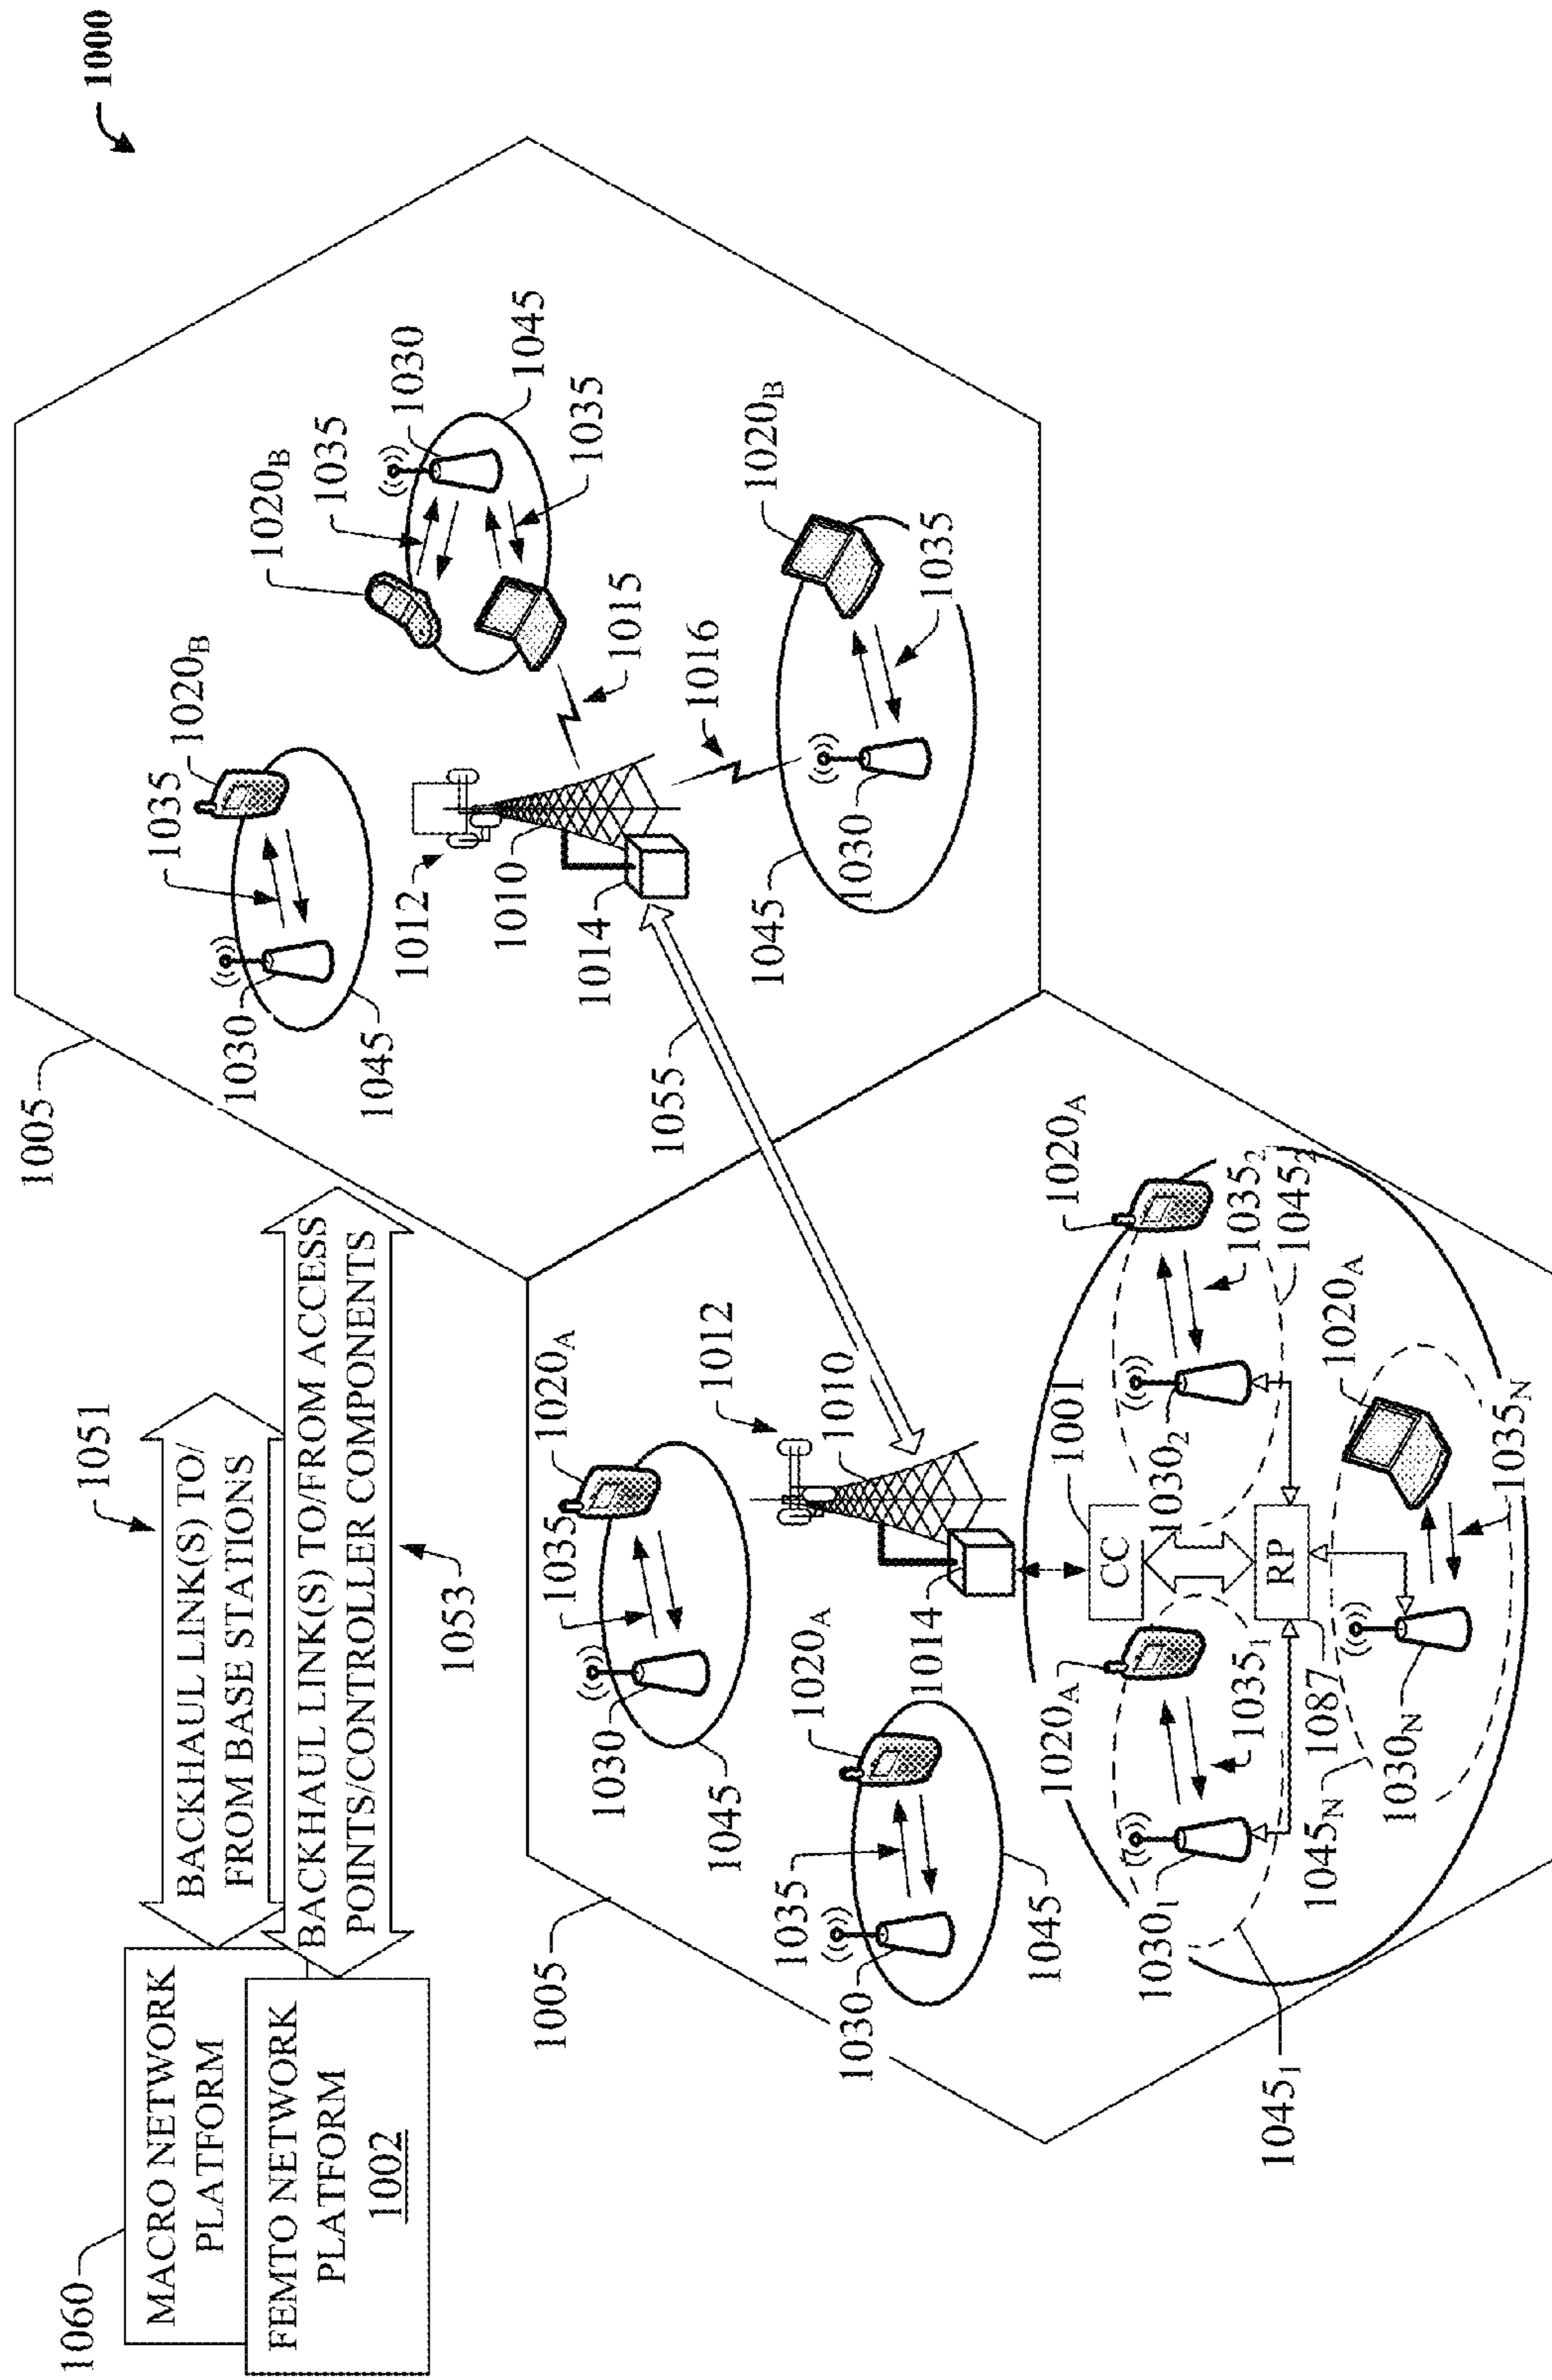 1000
1060
MACRO NETWORK
PLATFORM
FEMTO NETWORK
PLATFORM
1002
1051
BACKHAUL LINK(S) TO/
FROM BASE STATIONS
BACKHAUL LINK(S) TO/FROM ACCESS
POINTS/CONTROLLER COMPONENTS
1053
1005
1030
1035
1020B
1045
1012
1010
1014
1020B
1035
1030
1045
1035
1015
1016
1020B
1035
1030
1045
1055
1005
1030
1035
1020A
1045
1030
1035
1020A
1045
1012
1010
1014
1001
CC
RP
1087
1020A
1030₁
1035₁
1045₁
1020A
1030₂
1035₂
1045₂
1020A
1030N
1035N
1045N